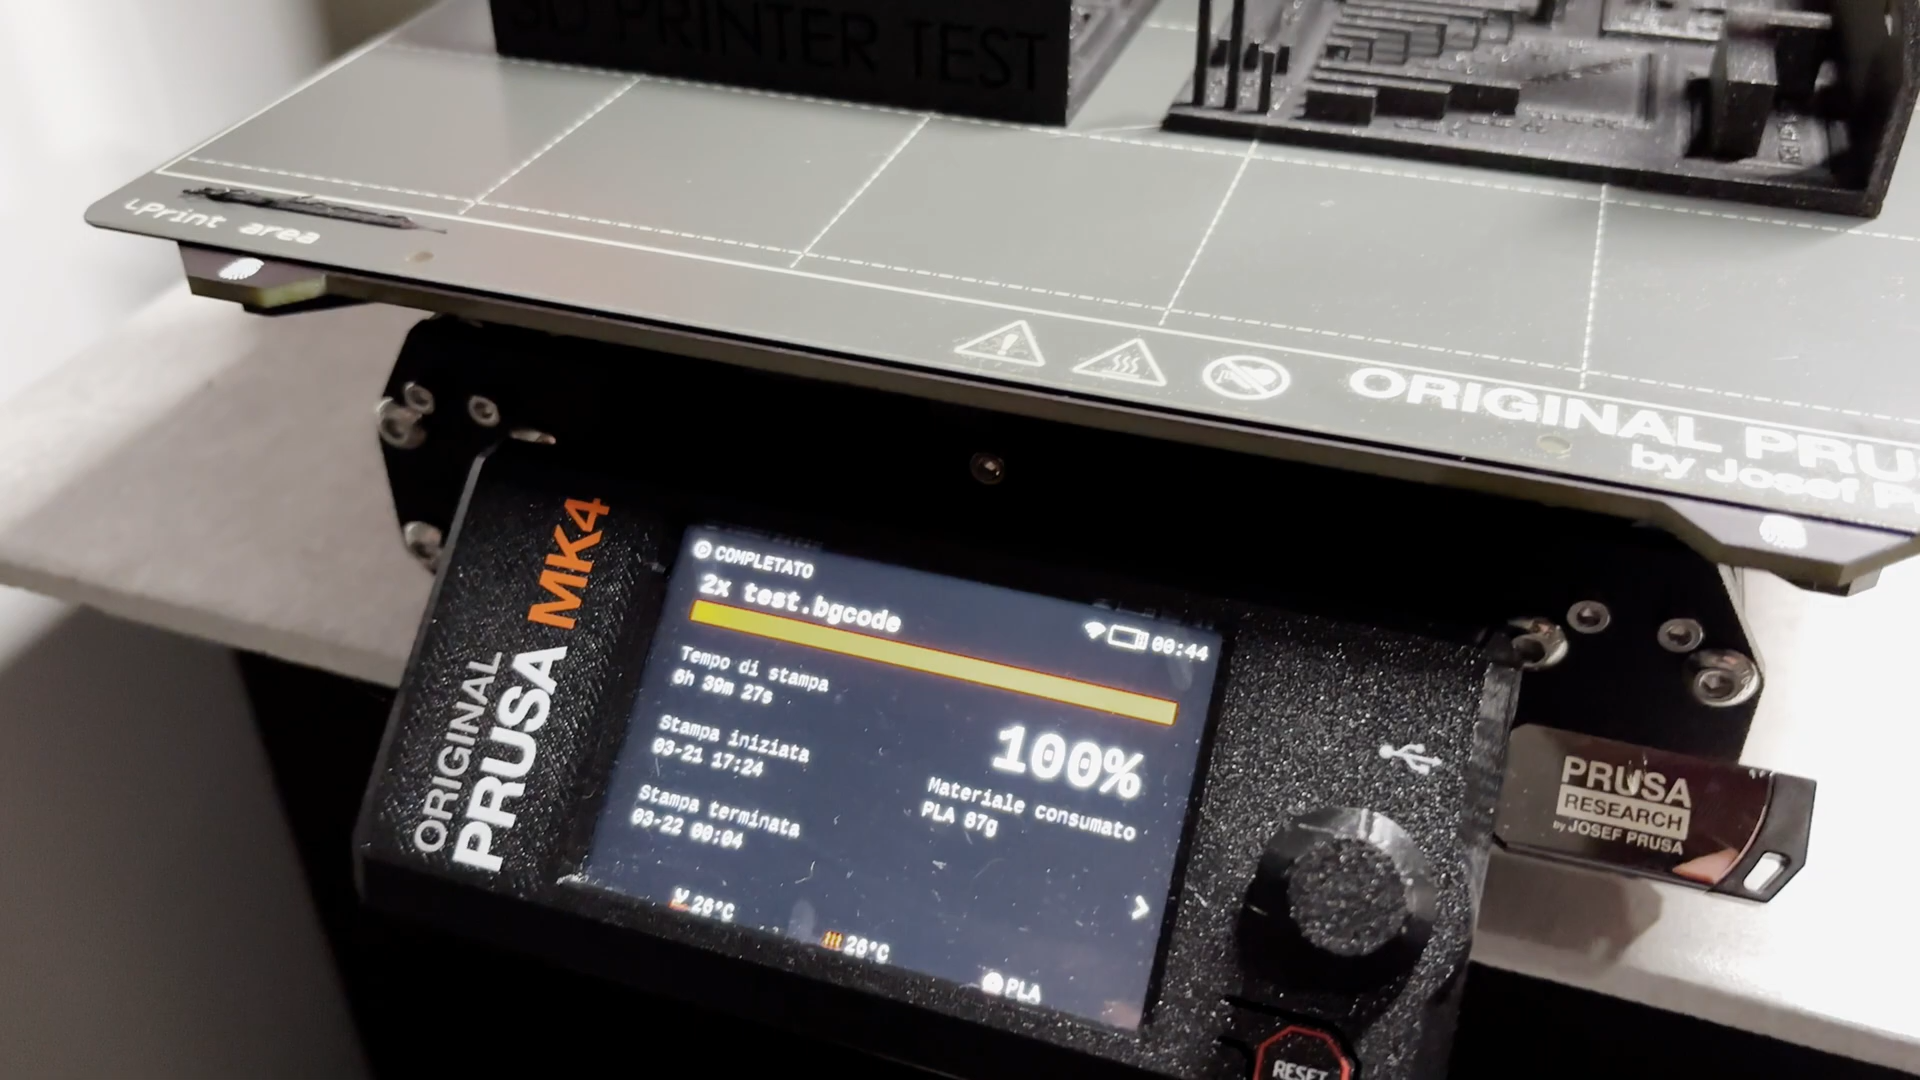 3D PRINTER TEST
Print area
ORIGINAL PRU
by Josef Pr
ORIGINAL
PRUSA MK4
COMPLETATO
2x test.bgcode
00:44
Tempo di stampa
6h 39m 27s
Stampa iniziata
03-21 17:24
Stampa terminata
03-22 00:04
100%
Materiale consumato
PLA 87g
26°C
26°C
PLA
PRUSA
RESEARCH
by JOSEF PRUSA
RESET